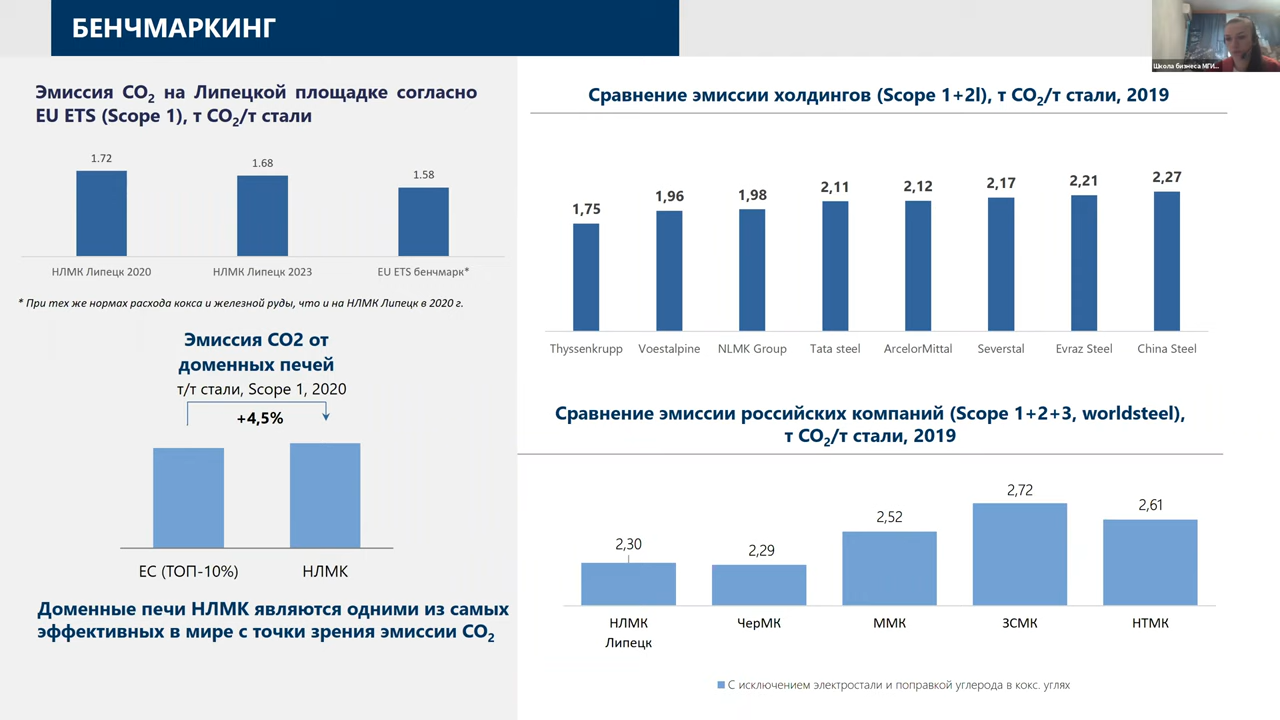 БЕНЧМАРКИНГ
Школа бизнеса МГИ...
Эмиссия CO₂ на Липецкой площадке согласно
EU ETS (Scope 1), т CO₂/т стали
1.72
1.68
1.58
НЛМК Липецк 2020
НЛМК Липецк 2023
EU ETS бенчмарк*
* При тех же нормах расхода кокса и железной руды, что и на НЛМК Липецк в 2020 г.
Эмиссия СО2 от
доменных печей
т/т стали, Scope 1, 2020
+4,5%
ЕС (ТОП-10%)
НЛМК
Доменные печи НЛМК являются одними из самых
эффективных в мире с точки зрения эмиссии CO₂
Сравнение эмиссии холдингов (Scope 1+2l), т CO₂/т стали, 2019
1,75
1,96
1,98
2,11
2,12
2,17
2,21
2,27
Thyssenkrupp
Voestalpine
NLMK Group
Tata steel
ArcelorMittal
Severstal
Evraz Steel
China Steel
Сравнение эмиссии российских компаний (Scope 1+2+3, worldsteel),
т CO₂/т стали, 2019
2,30
2,29
2,52
2,72
2,61
НЛМК
Липецк
ЧерМК
ММК
ЗСМК
НТМК
С исключением электростали и поправкой углерода в кокс. углях